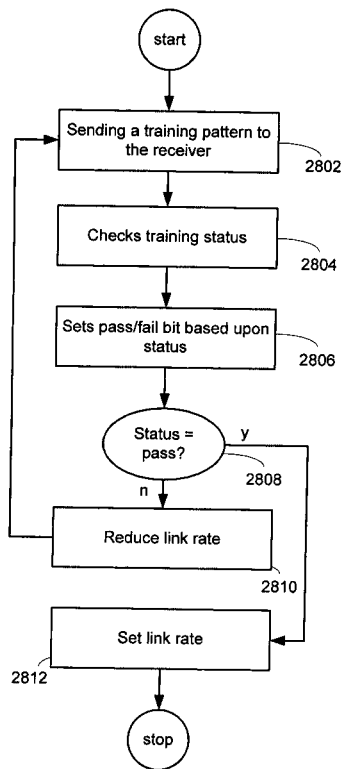 start
Sending a training pattern to
the receiver
2802
Checks training status
2804
Sets pass/fail bit based upon
status
2806
Status =
pass?
y
2808
n
Reduce link rate
2810
Set link rate
2812
stop